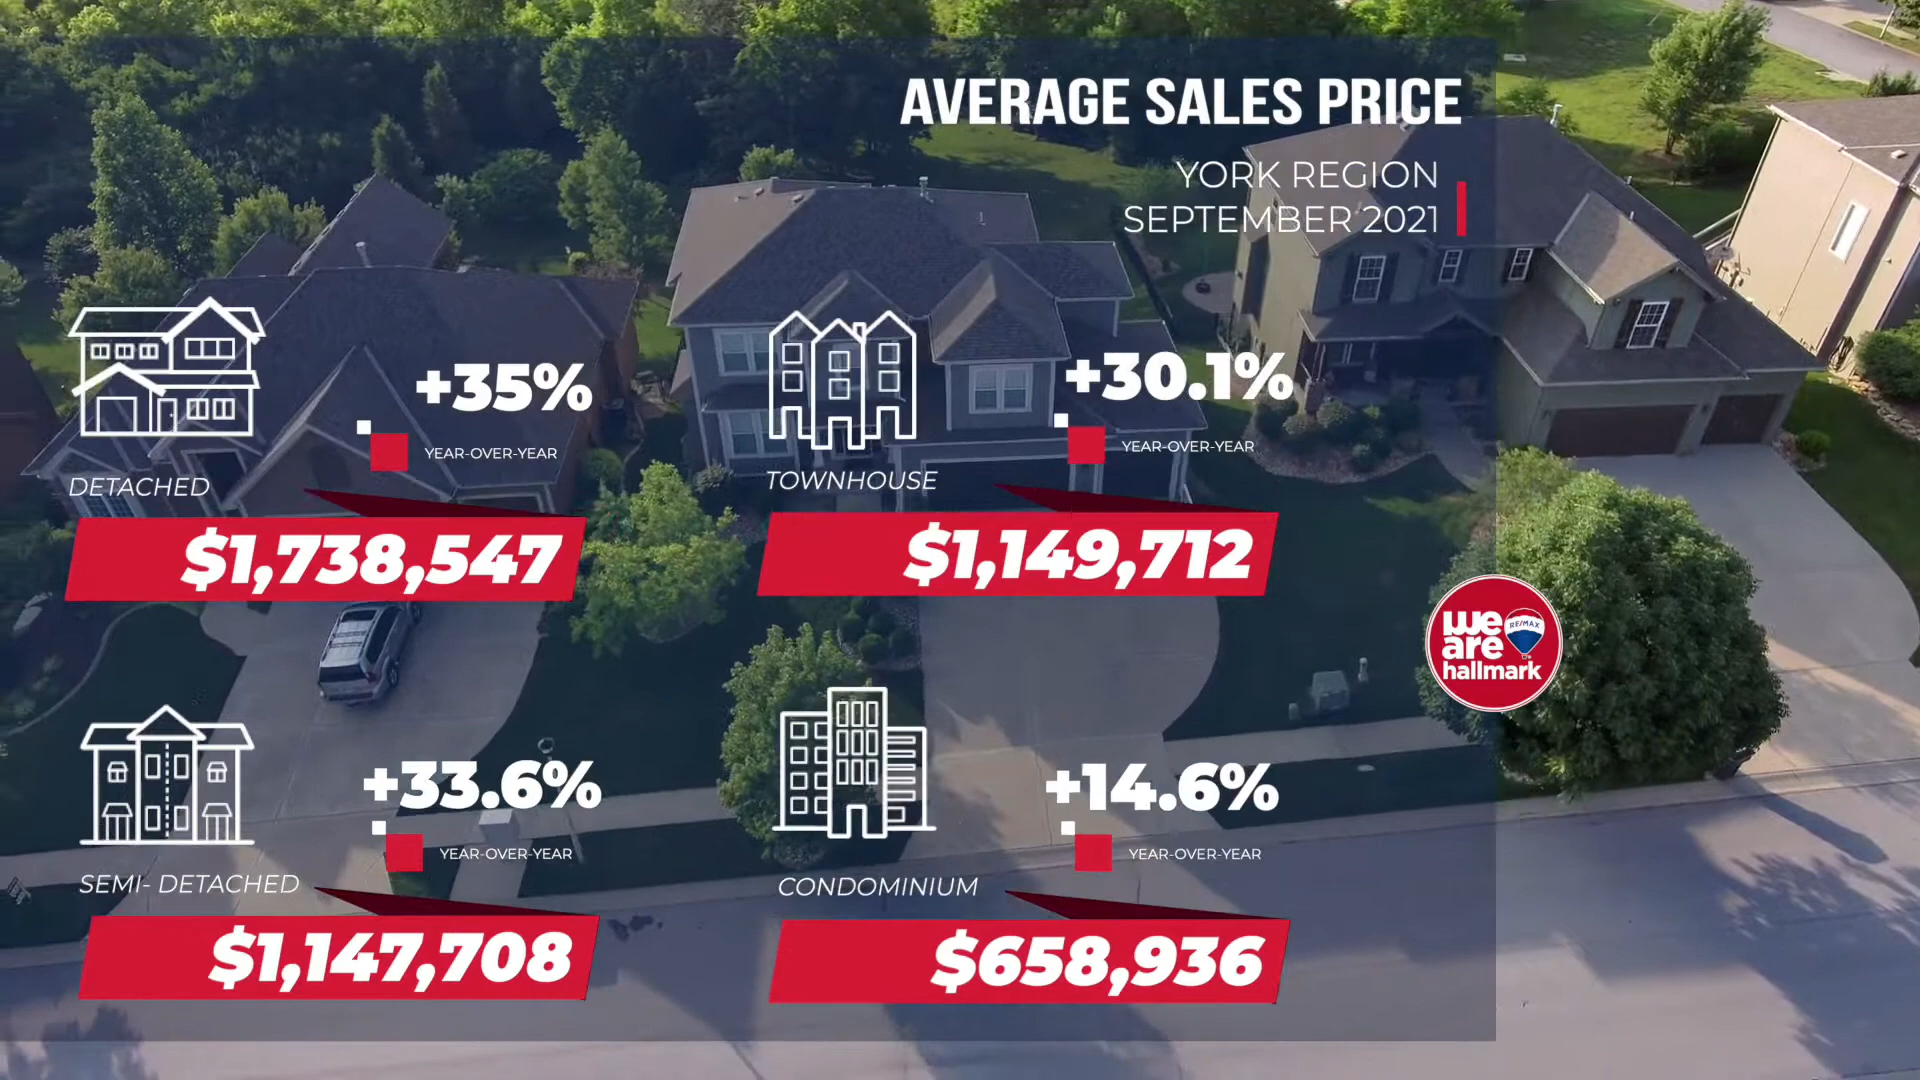 AVERAGE SALES PRICE
YORK REGION
SEPTEMBER 2021
+35%
YEAR-OVER-YEAR
DETACHED
$1,738,547
+30.1%
YEAR-OVER-YEAR
TOWNHOUSE
$1,149,712
we
are
hallmark
RE/MAX
+33.6%
YEAR-OVER-YEAR
SEMI- DETACHED
$1,147,708
+14.6%
YEAR-OVER-YEAR
CONDOMINIUM
$658,936